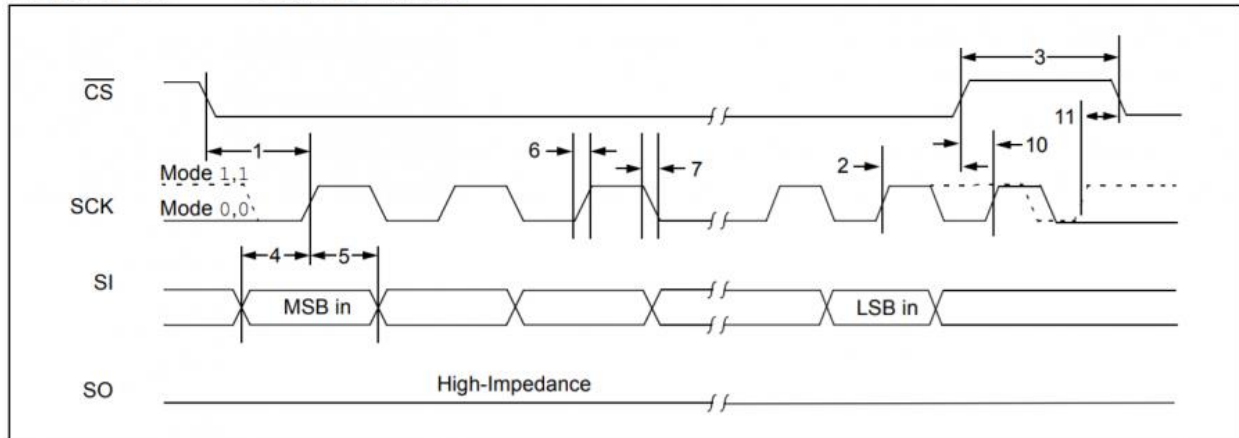 CS
3
11
1
6
7
2
10
Mode 1,1
SCK
Mode 0,0
4
5
SI
MSB in
LSB in
SO
High-Impedance